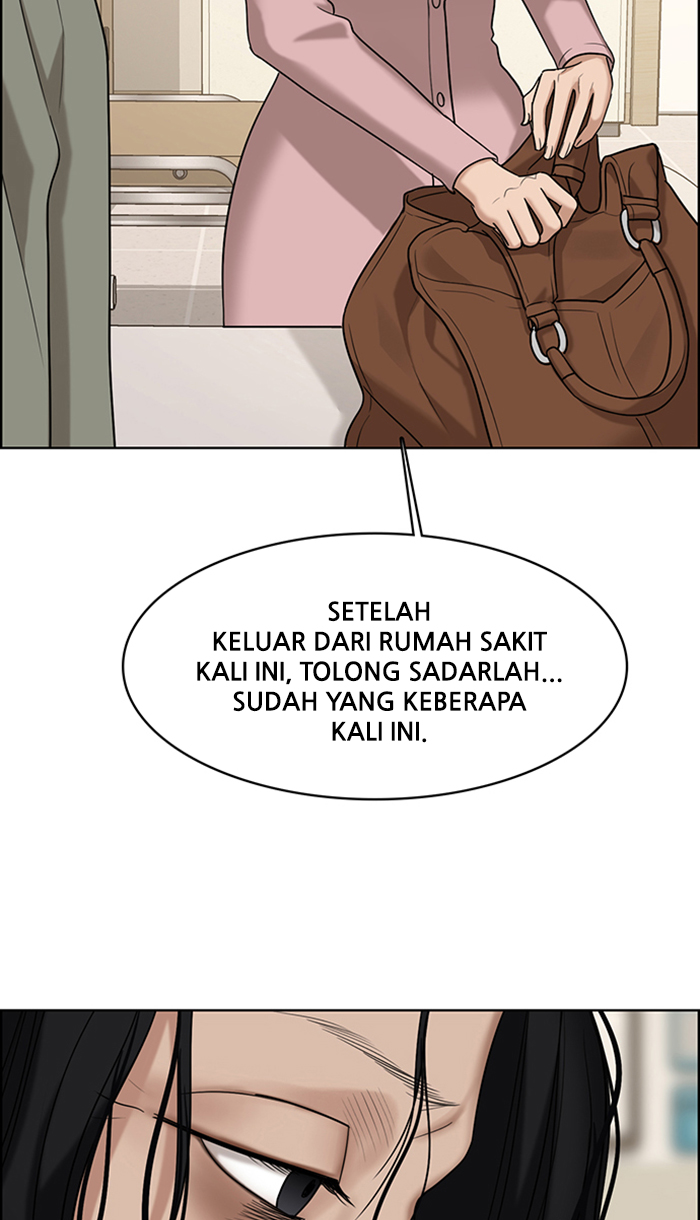 SETELAH
KELUAR DARI RUMAH SAKIT
KALI INI, TOLONG SADARLAH...
SUDAH YANG KEBERAPA
KALI INI.